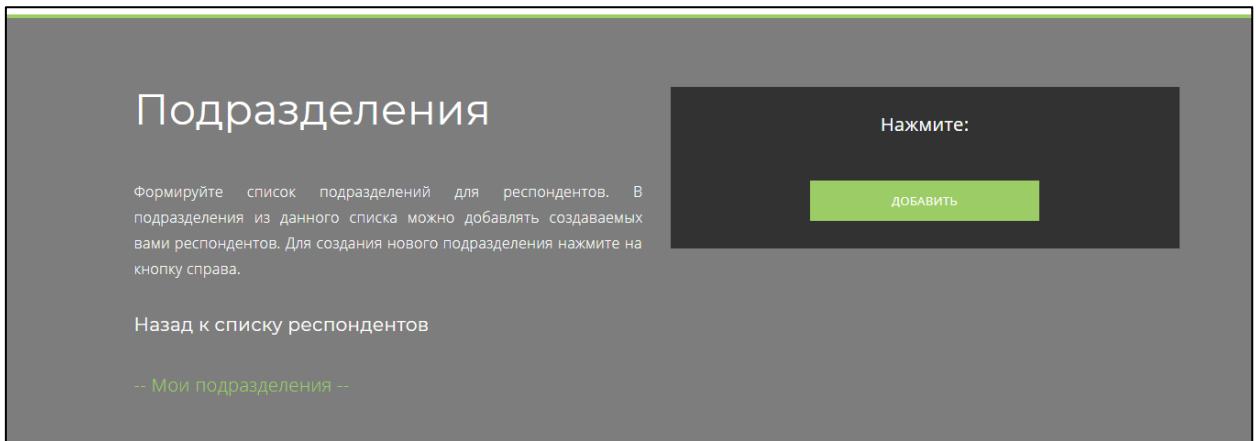 Подразделения
Нажмите:
Формируйте список подразделений для респондентов. В
подразделения из данного списка можно добавлять создаваемых
вами респондентов. Для создания нового подразделения нажмите на
кнопку справа.
ДОБАВИТЬ
Назад к списку респондентов
-- Мои подразделения --